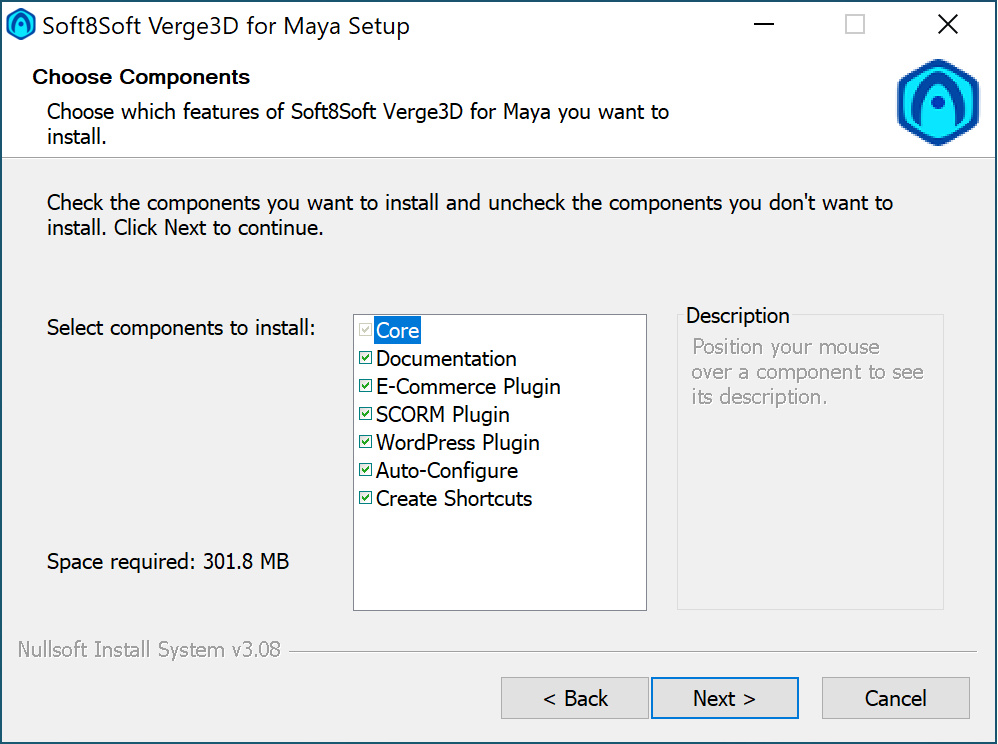 Soft8Soft Verge3D for Maya Setup
Choose Components
Choose which features of Soft8Soft Verge3D for Maya you want to
install.
Check the components you want to install and uncheck the components you don't want to
install. Click Next to continue.
Select components to install:
Core
Documentation
E-Commerce Plugin
SCORM Plugin
WordPress Plugin
Auto-Configure
Create Shortcuts
Description
Position your mouse
over a component to see
its description.
Space required: 301.8 MB
Nullsoft Install System v3.08
< Back
Next >
Cancel